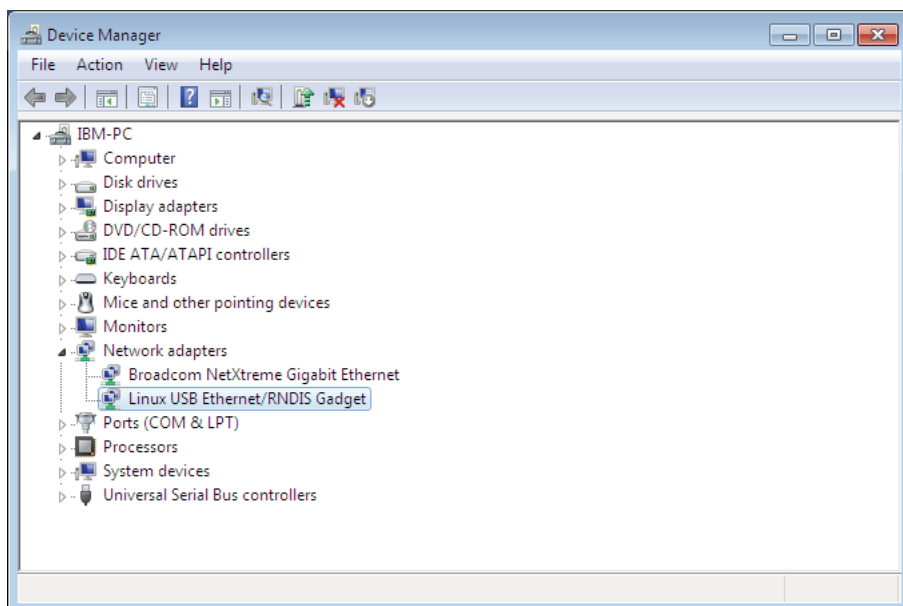 Device Manager
File Action View Help
IBM-PC
Computer
Disk drives
Display adapters
DVD/CD-ROM drives
IDE ATA/ATAPI controllers
Keyboards
Mice and other pointing devices
Monitors
Network adapters
Broadcom NetXtreme Gigabit Ethernet
Linux USB Ethernet/RNDIS Gadget
Ports (COM & LPT)
Processors
System devices
Universal Serial Bus controllers